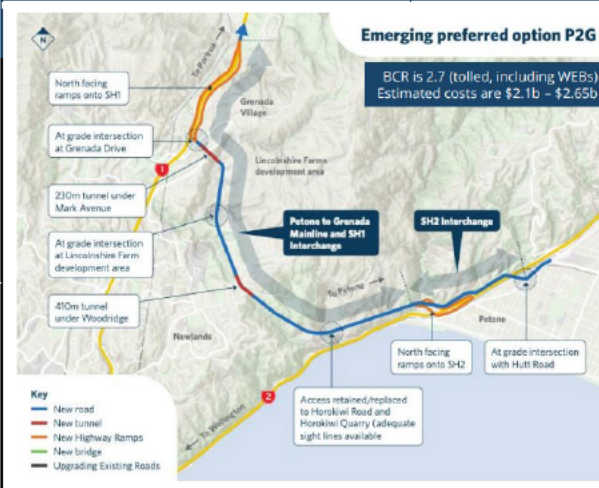 N
Emerging preferred option P2G
BCR is 2.7 (tolled, including WEBs)
Estimated costs are $2.1b – $2.65b
To Porirua
North facing
ramps onto SH1
Grenada
Village
At grade intersection
at Grenada Drive
Lincolnshire Farms
development area
1
230m tunnel under
Mark Avenue
Petone to Grenada
Mainline and SH1
Interchange
SH2 Interchange
At grade intersection
at Lincolnshire Farm
development area
To Petone
410m tunnel
under Woodridge
Newlands
Petone
North facing
ramps onto SH2
At grade intersection
with Hutt Road
Key
New road
New tunnel
New Highway Ramps
New bridge
Upgrading Existing Roads
2
To Wellington
Access retained/replaced
to Horokiwi Road and
Horokiwi Quarry (adequate
sight lines available